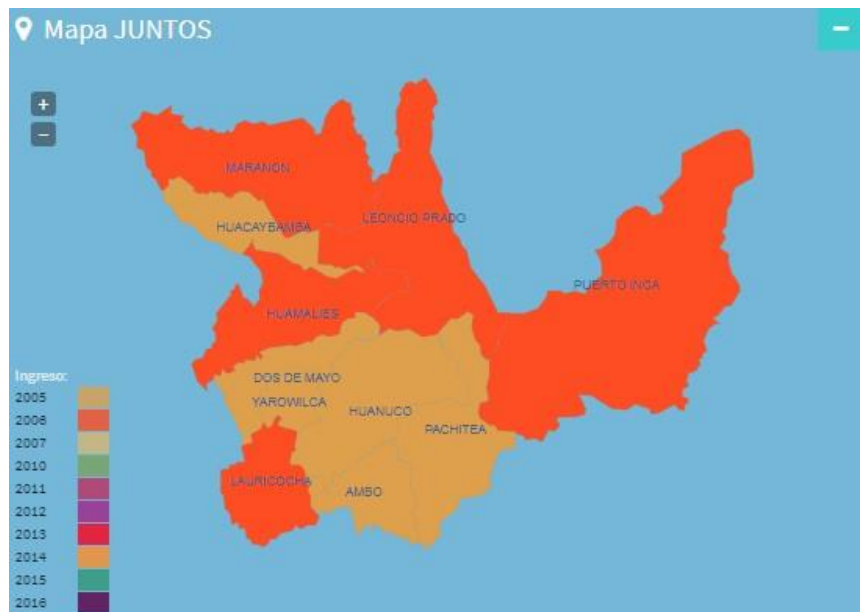 Mapa JUNTOS
−
+
−
MARAÑON
HUACAYBAMBA
LEONCIO PRADO
PUERTO INCA
HUAMALIES
DOS DE MAYO
YAROWILCA
HUANUCO
PACHITEA
LAURICOCHA
AMBO
Ingreso:
2005
2006
2007
2010
2011
2012
2013
2014
2015
2016